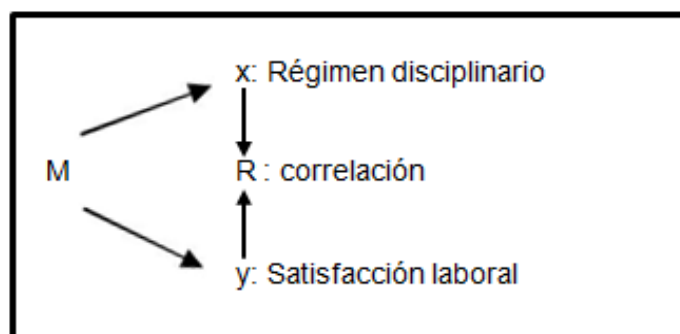 x: Régimen disciplinario
M
R : correlación
y: Satisfacción laboral